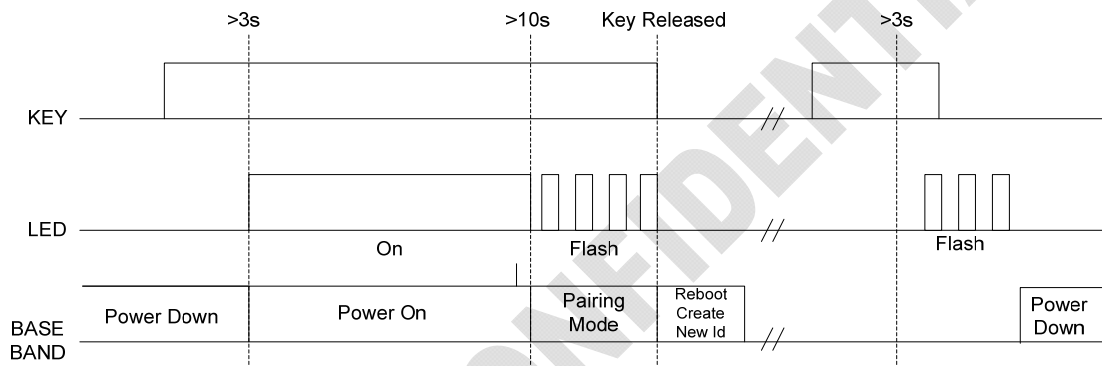 >3s
>10s
Key Released
>3s
KEY
LED
On
Flash
Flash
BASE
BAND
Power Down
Power On
Pairing
Mode
Reboot
Create
New Id
Power
Down
CONFIDENTI